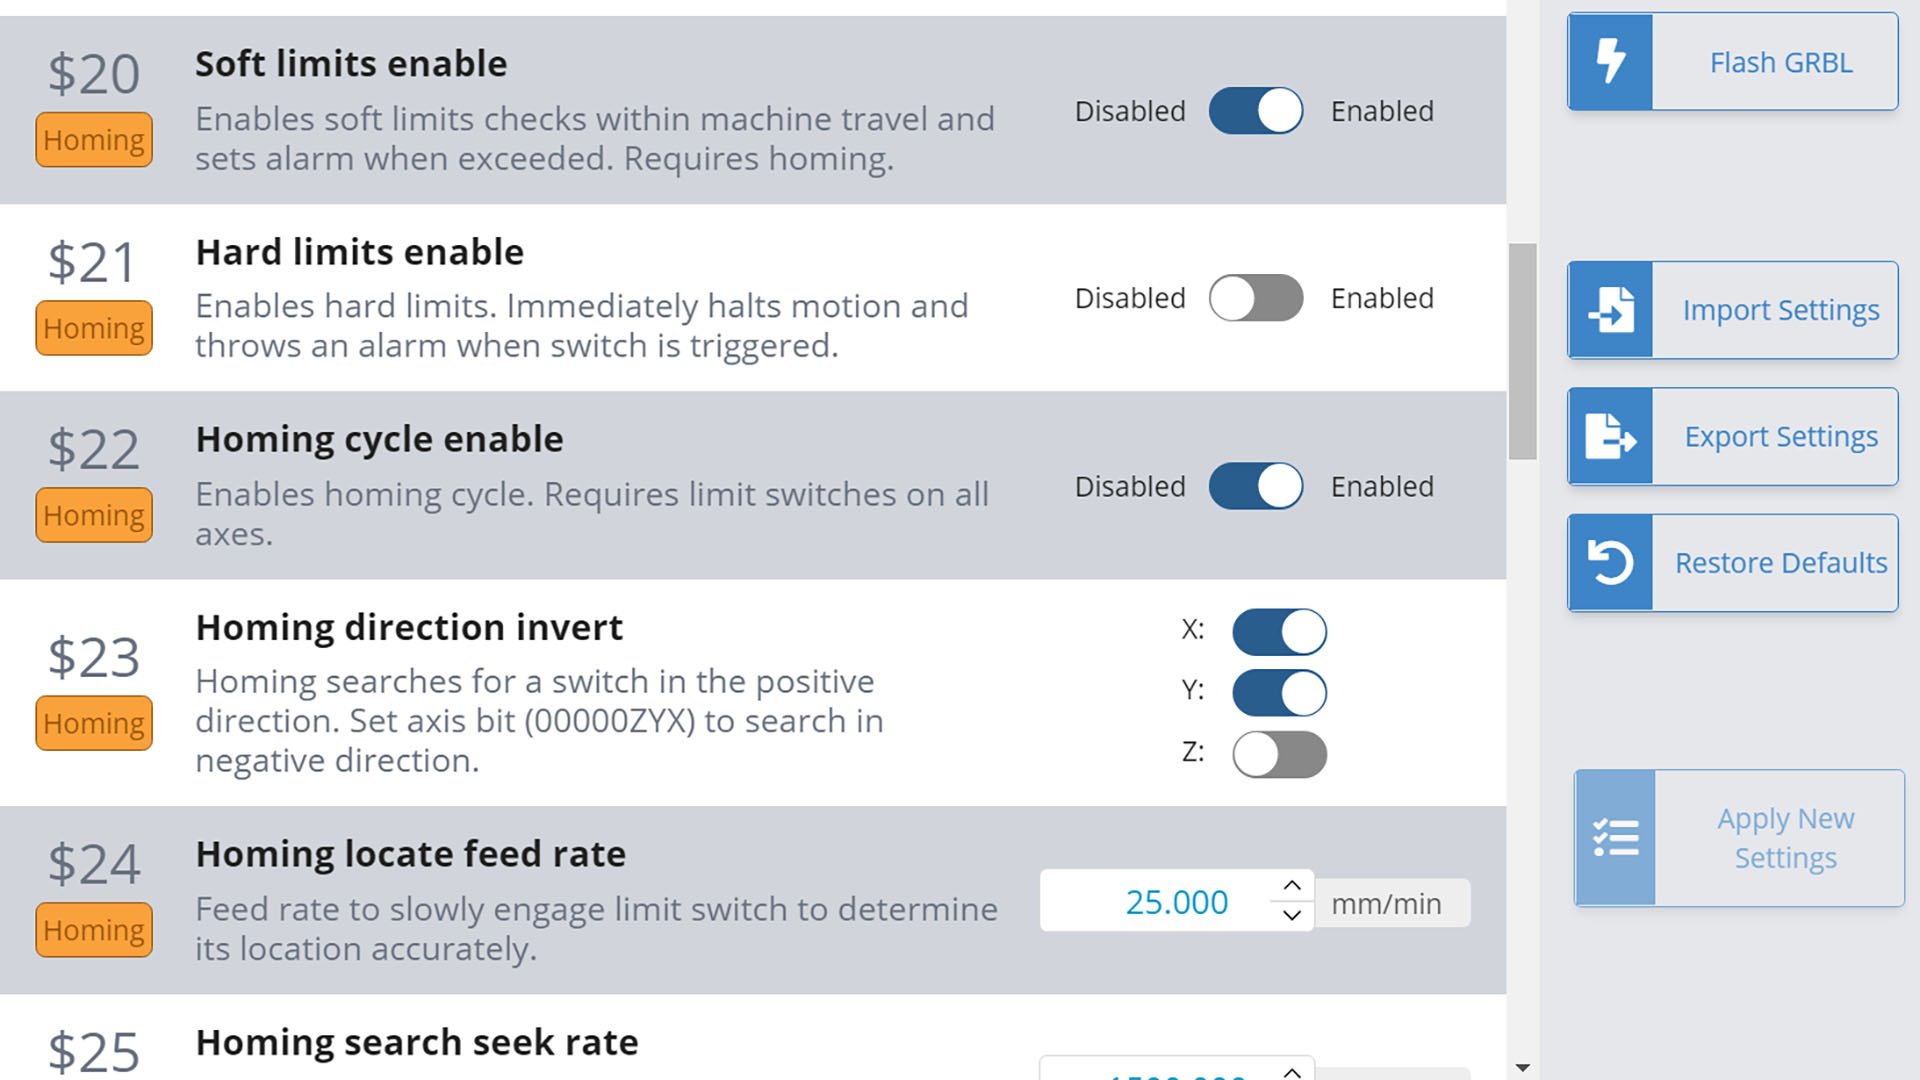 $20
Homing
Soft limits enable
Enables soft limits checks within machine travel and
sets alarm when exceeded. Requires homing.
Disabled
Enabled
$21
Homing
Hard limits enable
Enables hard limits. Immediately halts motion and
throws an alarm when switch is triggered.
Disabled
Enabled
$22
Homing
Homing cycle enable
Enables homing cycle. Requires limit switches on all
axes.
Disabled
Enabled
$23
Homing
Homing direction invert
Homing searches for a switch in the positive
direction. Set axis bit (00000ZYX) to search in
negative direction.
X:
Y:
Z:
$24
Homing
Homing locate feed rate
Feed rate to slowly engage limit switch to determine
its location accurately.
25.000
mm/min
$25
Homing search seek rate
Flash GRBL
Import Settings
Export Settings
Restore Defaults
Apply New
Settings